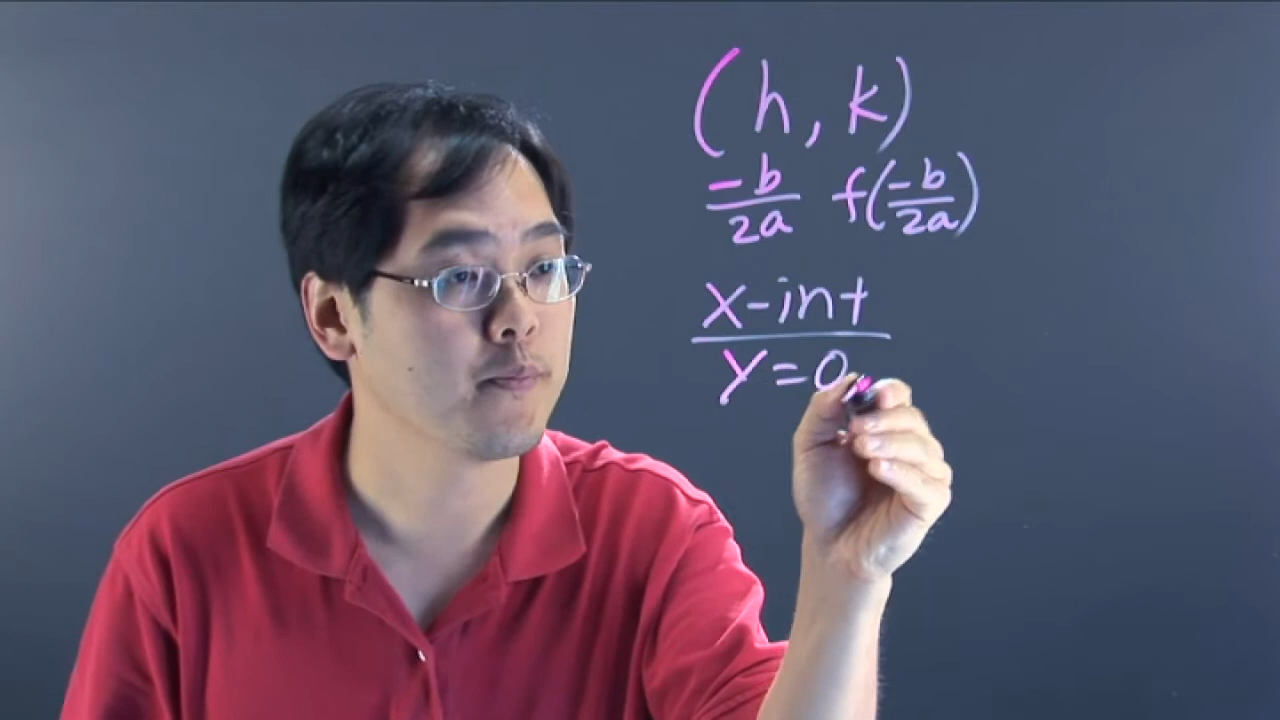 (h, k)
-b/2a f(-b/2a)
x-int
y=0,